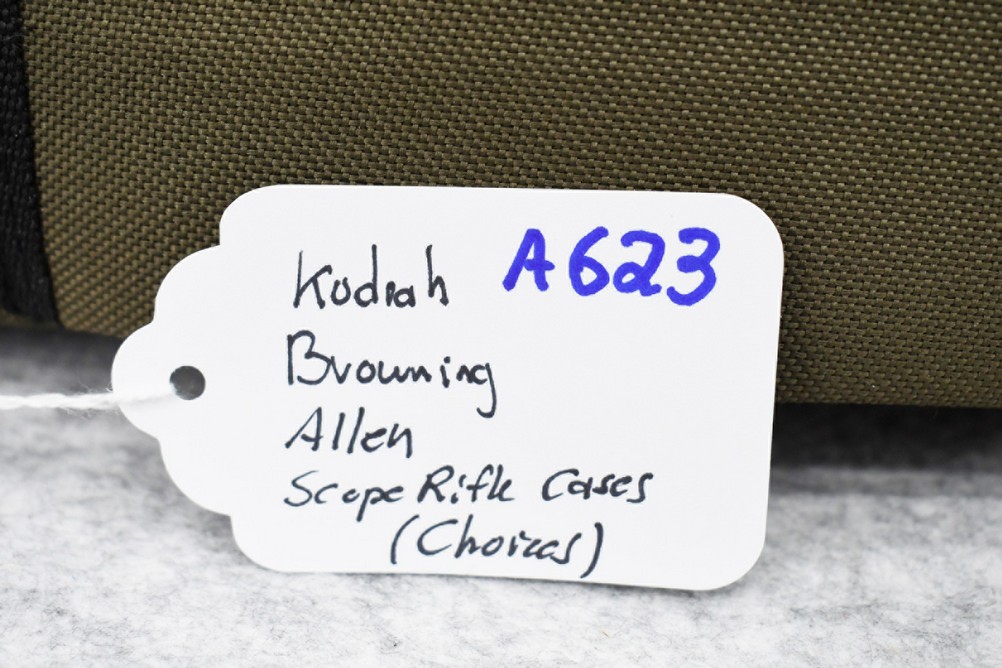 Kodiak A623
Browning
Allen
Scope Rifle Cases
(Choices)